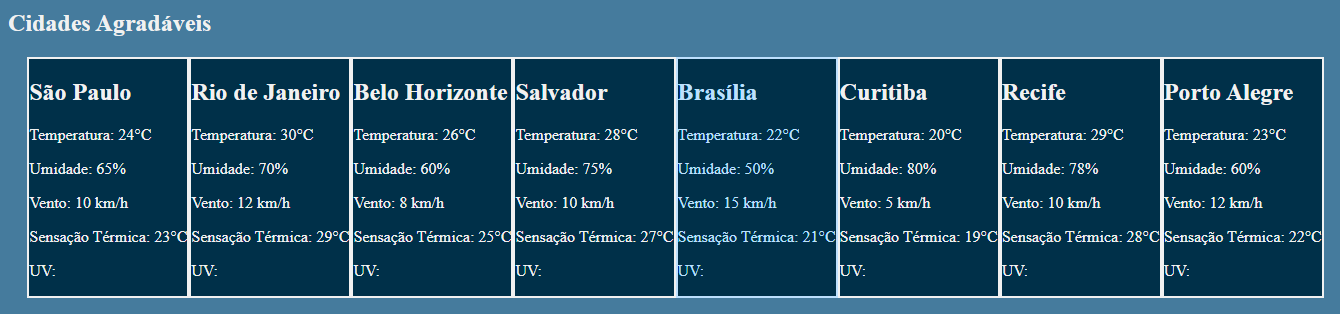 Cidades Agradáveis
São Paulo
Temperatura: 24°C
Umidade: 65%
Vento: 10 km/h
Sensação Térmica: 23°C
UV:
Rio de Janeiro
Temperatura: 30°C
Umidade: 70%
Vento: 12 km/h
Sensação Térmica: 29°C
UV:
Belo Horizonte
Temperatura: 26°C
Umidade: 60%
Vento: 8 km/h
Sensação Térmica: 25°C
UV:
Salvador
Temperatura: 28°C
Umidade: 75%
Vento: 10 km/h
Sensação Térmica: 27°C
UV:
Brasília
Temperatura: 22°C
Umidade: 50%
Vento: 15 km/h
Sensação Térmica: 21°C
UV:
Curitiba
Temperatura: 20°C
Umidade: 80%
Vento: 5 km/h
Sensação Térmica: 19°C
UV:
Recife
Temperatura: 29°C
Umidade: 78%
Vento: 10 km/h
Sensação Térmica: 28°C
UV:
Porto Alegre
Temperatura: 23°C
Umidade: 60%
Vento: 12 km/h
Sensação Térmica: 22°C
UV: